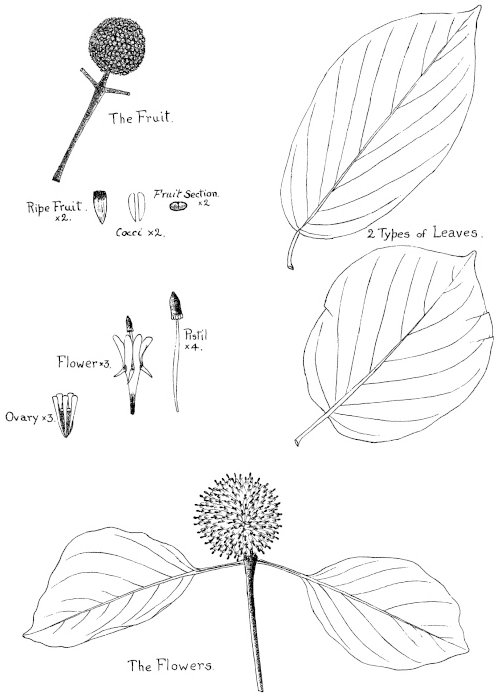 The Fruit.
Ripe Fruit.
×2.
Cocci ×2.
Fruit Section.
×2
2 Types of Leaves.
Flower ×3.
Pistil
×4.
Ovary ×3.
The Flowers.